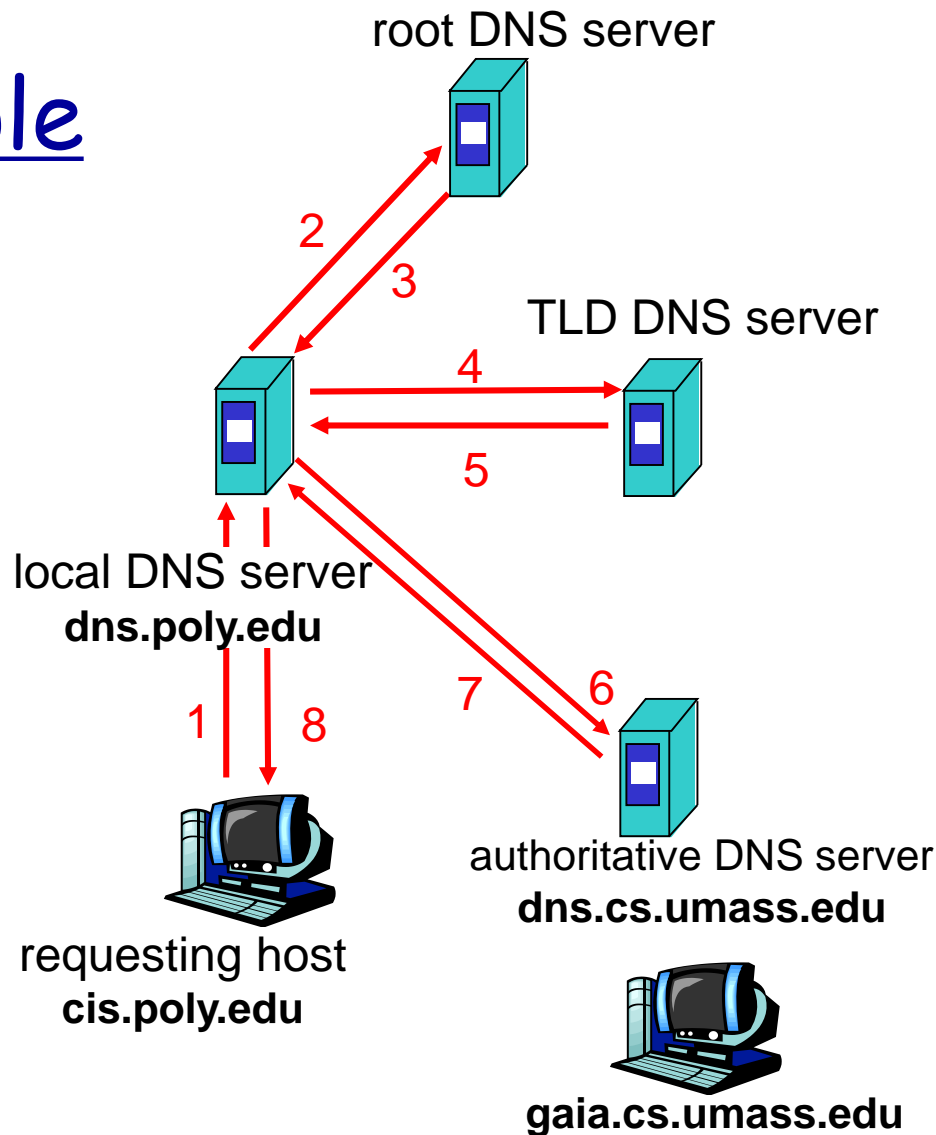 root DNS server
2
3
TLD DNS server
4
5
local DNS server
dns.poly.edu
1
8
7
6
requesting host
cis.poly.edu
authoritative DNS server
dns.cs.umass.edu
gaia.cs.umass.edu